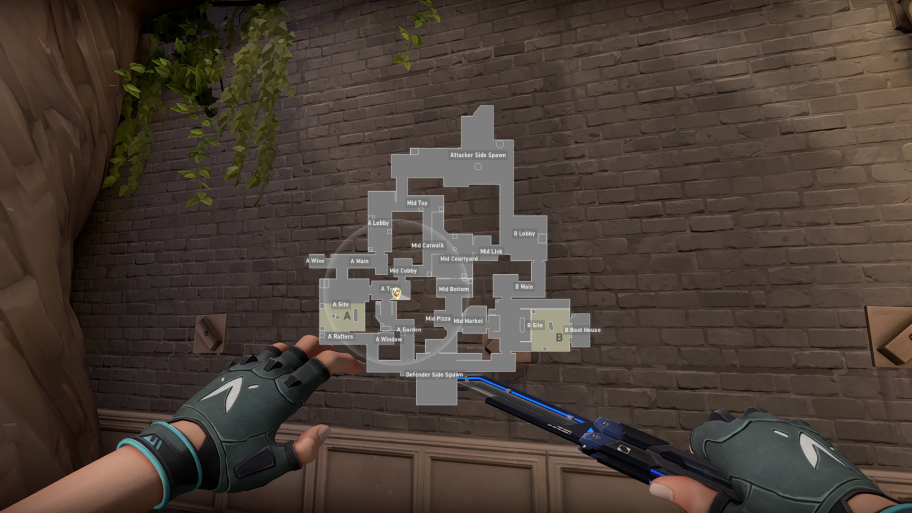 Attacker Side Spawn
Mid Top
A Lobby
B Lobby
Mid Catwalk
Mid Link
A Wine
A Main
Mid Courtyard
Mid Cubby
B Main
Mid Bottom
A Site
A
Mid Pizza
Mid Market
B Site
B
B Boat House
A Garden
A Rafters
A Window
Defender Side Spawn